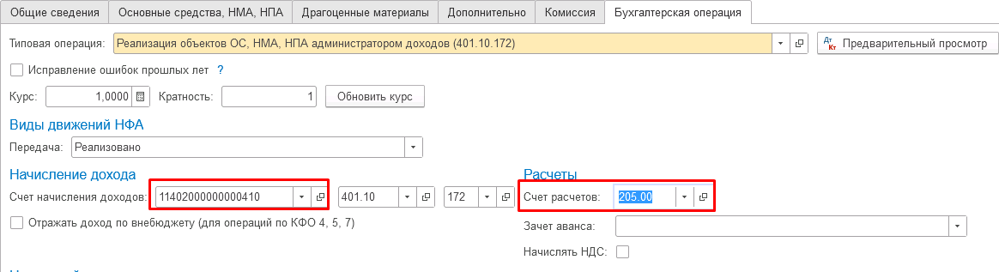 Общие сведения Основные средства, НМА, НПА Драгоценные материалы Дополнительно Комиссия Бухгалтерская операция
Типовая операция: Реализация объектов ОС, НМА, НПА администратором доходов (401.10.172) Дт Кт Предварительный просмотр
Исправление ошибок прошлых лет ?
Курс: 1,0000 Кратность: 1 Обновить курс
Виды движений НФА
Передача: Реализовано
Начисление дохода Расчеты
Счет начисления доходов: 11402000000000410 401.10 172 Счет расчетов: 205.00
Отражать доход по внебюджету (для операций по КФО 4, 5, 7) Зачет аванса:
Начислять НДС: